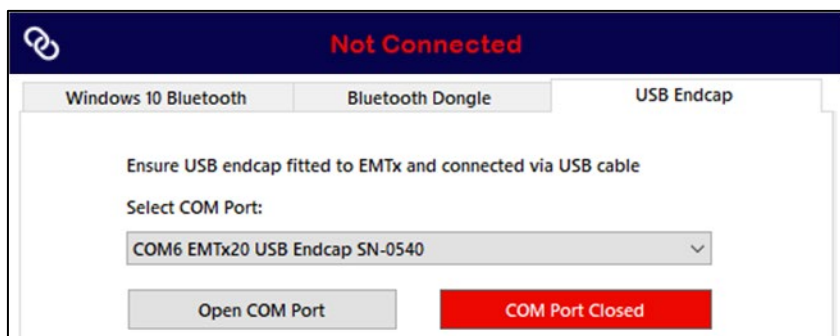 Not Connected
Windows 10 Bluetooth Bluetooth Dongle USB Endcap
Ensure USB endcap fitted to EMTx and connected via USB cable
Select COM Port:
COM6 EMTx20 USB Endcap SN-0540
Open COM Port COM Port Closed